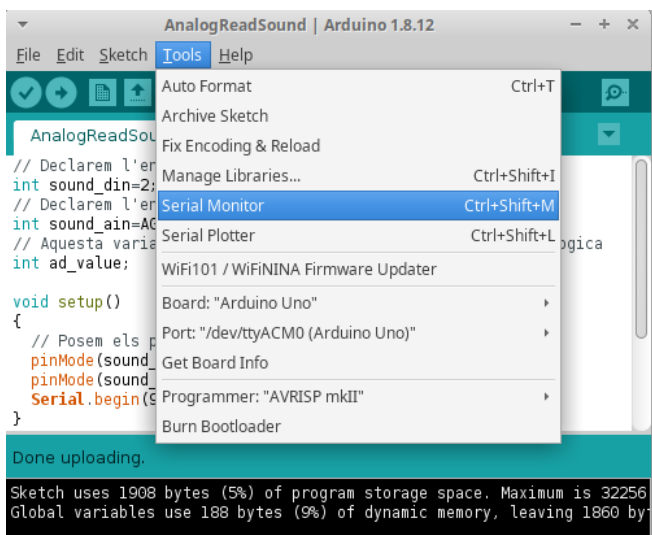 AnalogReadSound | Arduino 1.8.12
File Edit Sketch Tools Help
Auto Format Ctrl+T
Archive Sketch
Fix Encoding & Reload
Manage Libraries... Ctrl+Shift+I
Serial Monitor Ctrl+Shift+M
Serial Plotter Ctrl+Shift+L
WiFi101 / WiFiNINA Firmware Updater
Board: "Arduino Uno"
Port: "/dev/ttyACM0 (Arduino Uno)"
Get Board Info
Programmer: "AVRISP mkII"
Burn Bootloader
AnalogReadSou
// Declarem l'en
int sound_din=2;
// Declarem l'en
int sound_ain=
// Aquesta varia ogica
int ad_value;
void setup()
{
// Posem els p
pinMode(sound_
pinMode(sound_
Serial.begin(9
}
Done uploading.
Sketch uses 1908 bytes (5%) of program storage space. Maximum is 32256
Global variables use 188 bytes (9%) of dynamic memory, leaving 1860 by